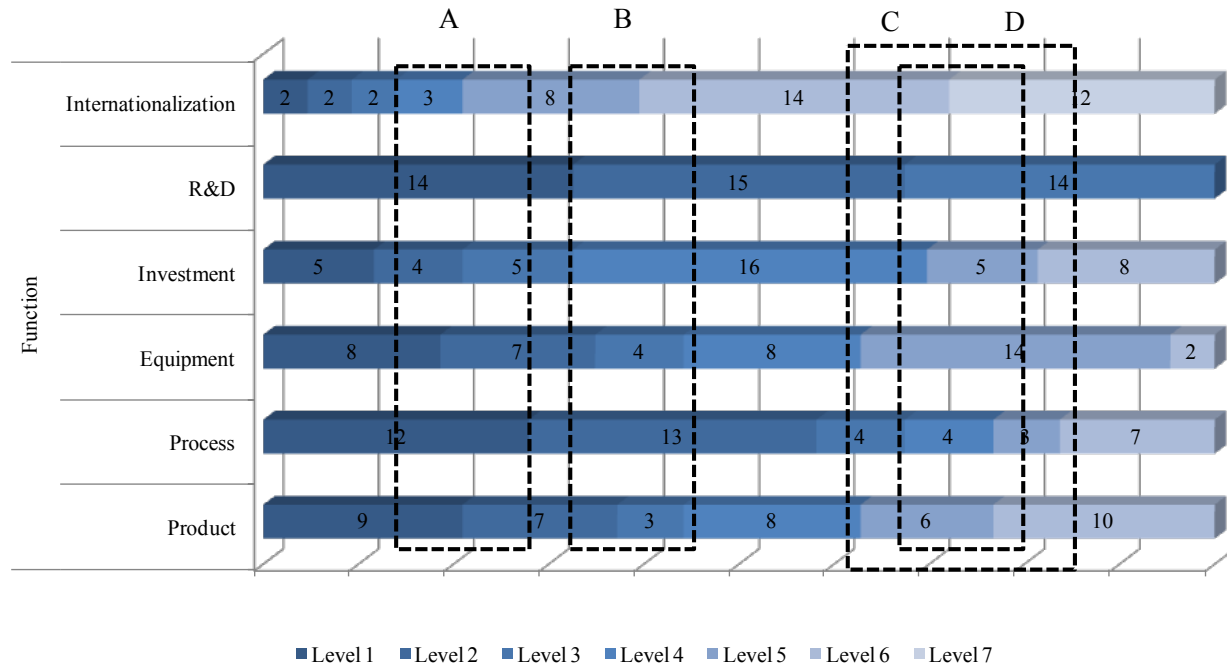 A B C D
Internationalization 2 2 2 3 8 14 12
R&D 14 15 14
Investment 5 4 5 16 5 8
Equipment 8 7 4 8 14 2
Process 12 13 4 4 3 7
Product 9 7 3 8 6 10
Function
Level 1 Level 2 Level 3 Level 4 Level 5 Level 6 Level 7